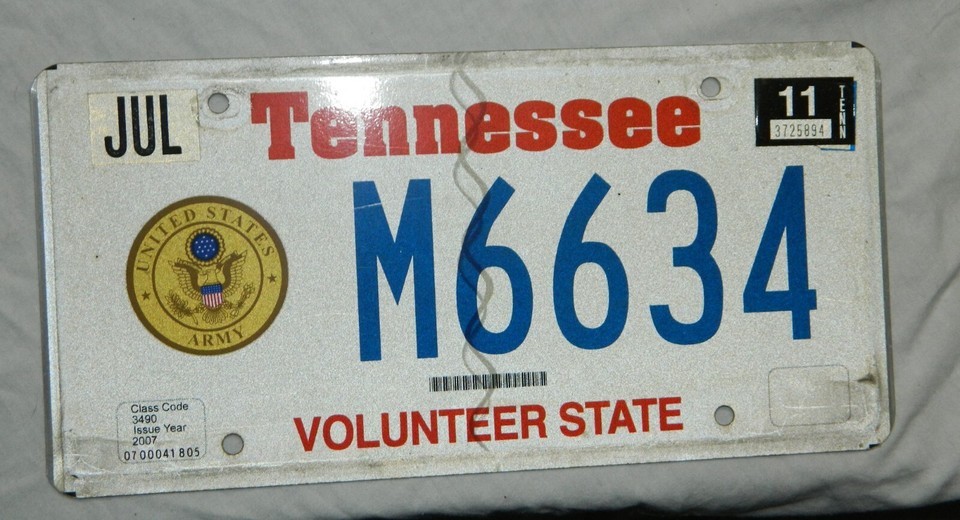 JUL
Tennessee
11
TENN
3725894
UNITED STATES
ARMY
M6634
Class Code
3490
Issue Year
2007
0700041805
VOLUNTEER STATE